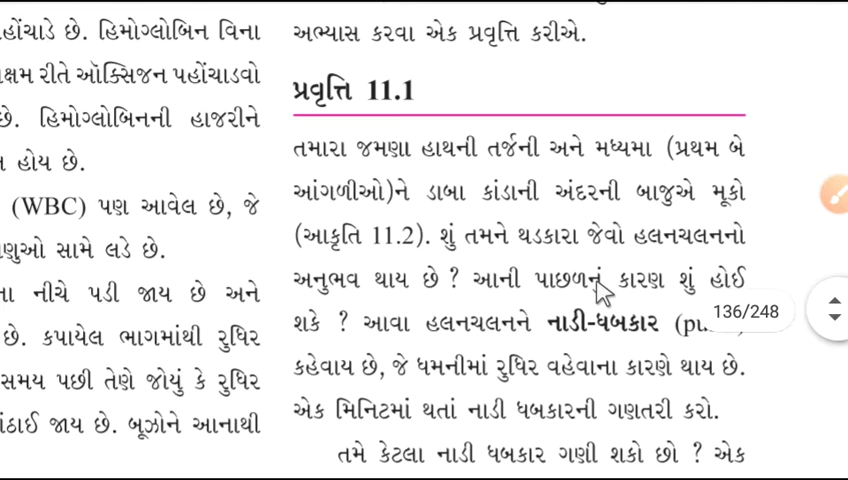 હોંચાડે છે. હિમોગ્લોબિન વિના
ક્ષમ રીતે ઑક્સિજન પહોંચાડવો
છે. હિમોગ્લોબિનની હાજરીને
હોય છે.
(WBC) પણ આવેલ છે, જે
ણુઓ સામે લડે છે.
ના નીચે પડી જાય છે અને
છે. કપાયેલ ભાગમાંથી રુધિર
સમય પછી તેણે જોયું કે રુધિર
ગંઠાઈ જાય છે. બૂઝોને આનાથી
અભ્યાસ કરવા એક પ્રવૃત્તિ કરીએ.
પ્રવૃત્તિ 11.1
તમારા જમણા હાથની તર્જની અને મધ્યમા (પ્રથમ બે
આંગળીઓ)ને ડાબા કાંડાની અંદરની બાજુએ મૂકો
(આકૃતિ 11.2). શું તમને થડકારા જેવો હલનચલનનો
અનુભવ થાય છે ? આની પાછળનું કારણ શું હોઈ
શકે ? આવા હલનચલનને નાડી-ધબકાર (pu
કહેવાય છે, જે ધમનીમાં રુધિર વહેવાના કારણે થાય છે.
એક મિનિટમાં થતાં નાડી ધબકારની ગણતરી કરો.
તમે કેટલા નાડી ધબકાર ગણી શકો છો ? એક
136/248